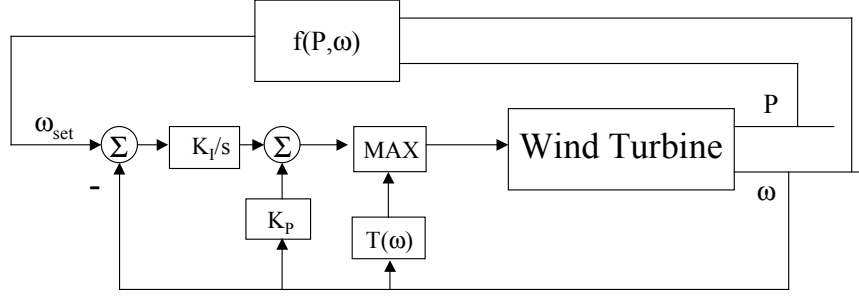 f(P,ω)
P
ω_set
Σ
K_I/s
Σ
MAX
Wind Turbine
-
K_P
T(ω)
ω